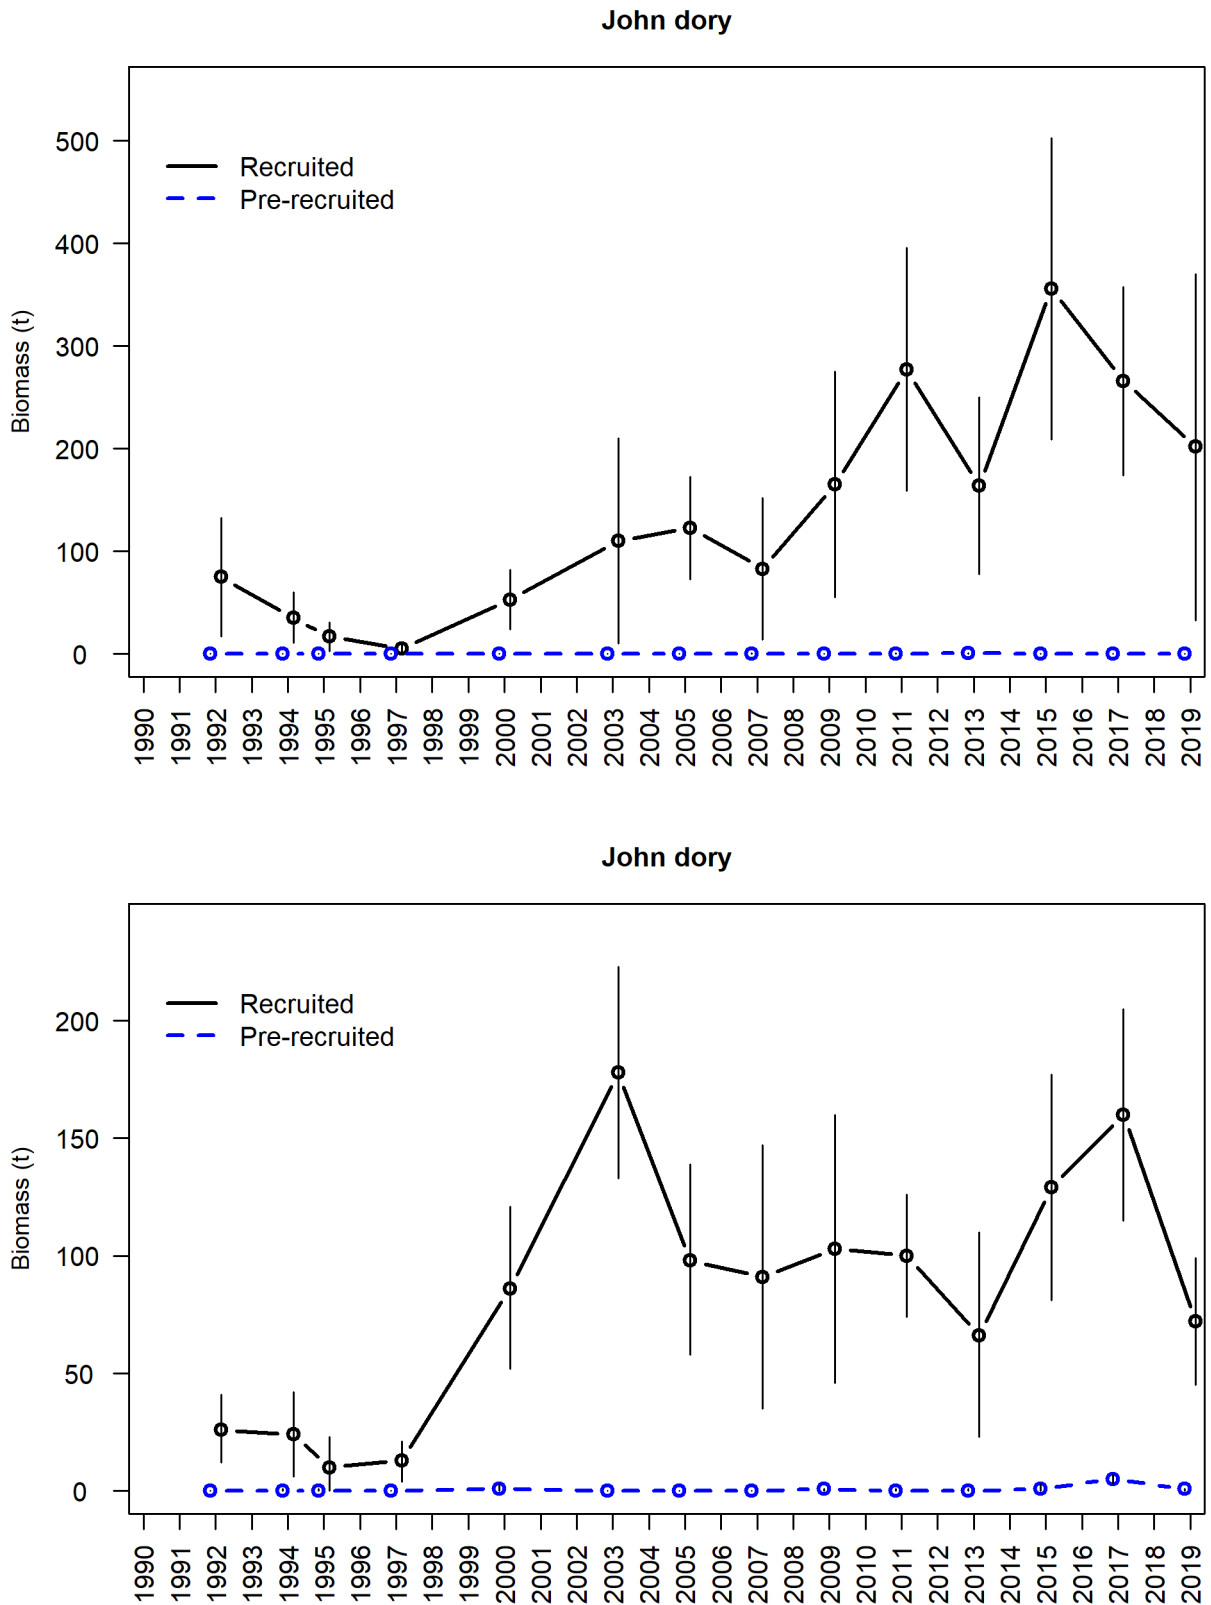 John dory
500
400
300
200
100
0
Biomass (t)
Recruited
Pre-recruited
1990 1991 1992 1993 1994 1995 1996 1997 1998 1999 2000 2001 2002 2003 2004 2005 2006 2007 2008 2009 2010 2011 2012 2013 2014 2015 2016 2017 2018 2019
John dory
200
150
100
50
0
Biomass (t)
Recruited
Pre-recruited
1990 1991 1992 1993 1994 1995 1996 1997 1998 1999 2000 2001 2002 2003 2004 2005 2006 2007 2008 2009 2010 2011 2012 2013 2014 2015 2016 2017 2018 2019